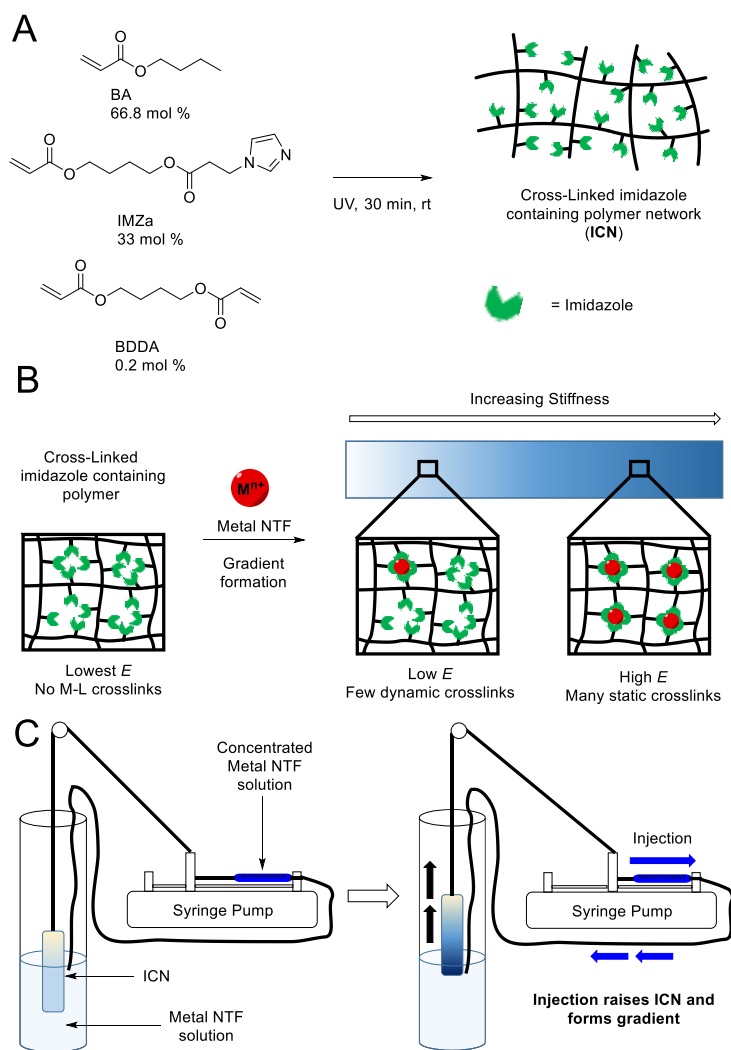 A
O
O
BA
66.8 mol %
O
O
O
O
N
N
IMZa
33 mol %
UV, 30 min, rt
Cross-Linked imidazole
containing polymer network
(ICN)
O
O
O
O
BDDA
0.2 mol %
= Imidazole
B
Increasing Stiffness
Cross-Linked
imidazole containing
polymer
Mn+
Metal NTF
Gradient
formation
Lowest E
No M-L crosslinks
Low E
Few dynamic crosslinks
High E
Many static crosslinks
C
Concentrated
Metal NTF
solution
Syringe Pump
ICN
Metal NTF
solution
Injection
Syringe Pump
Injection raises ICN and
forms gradient